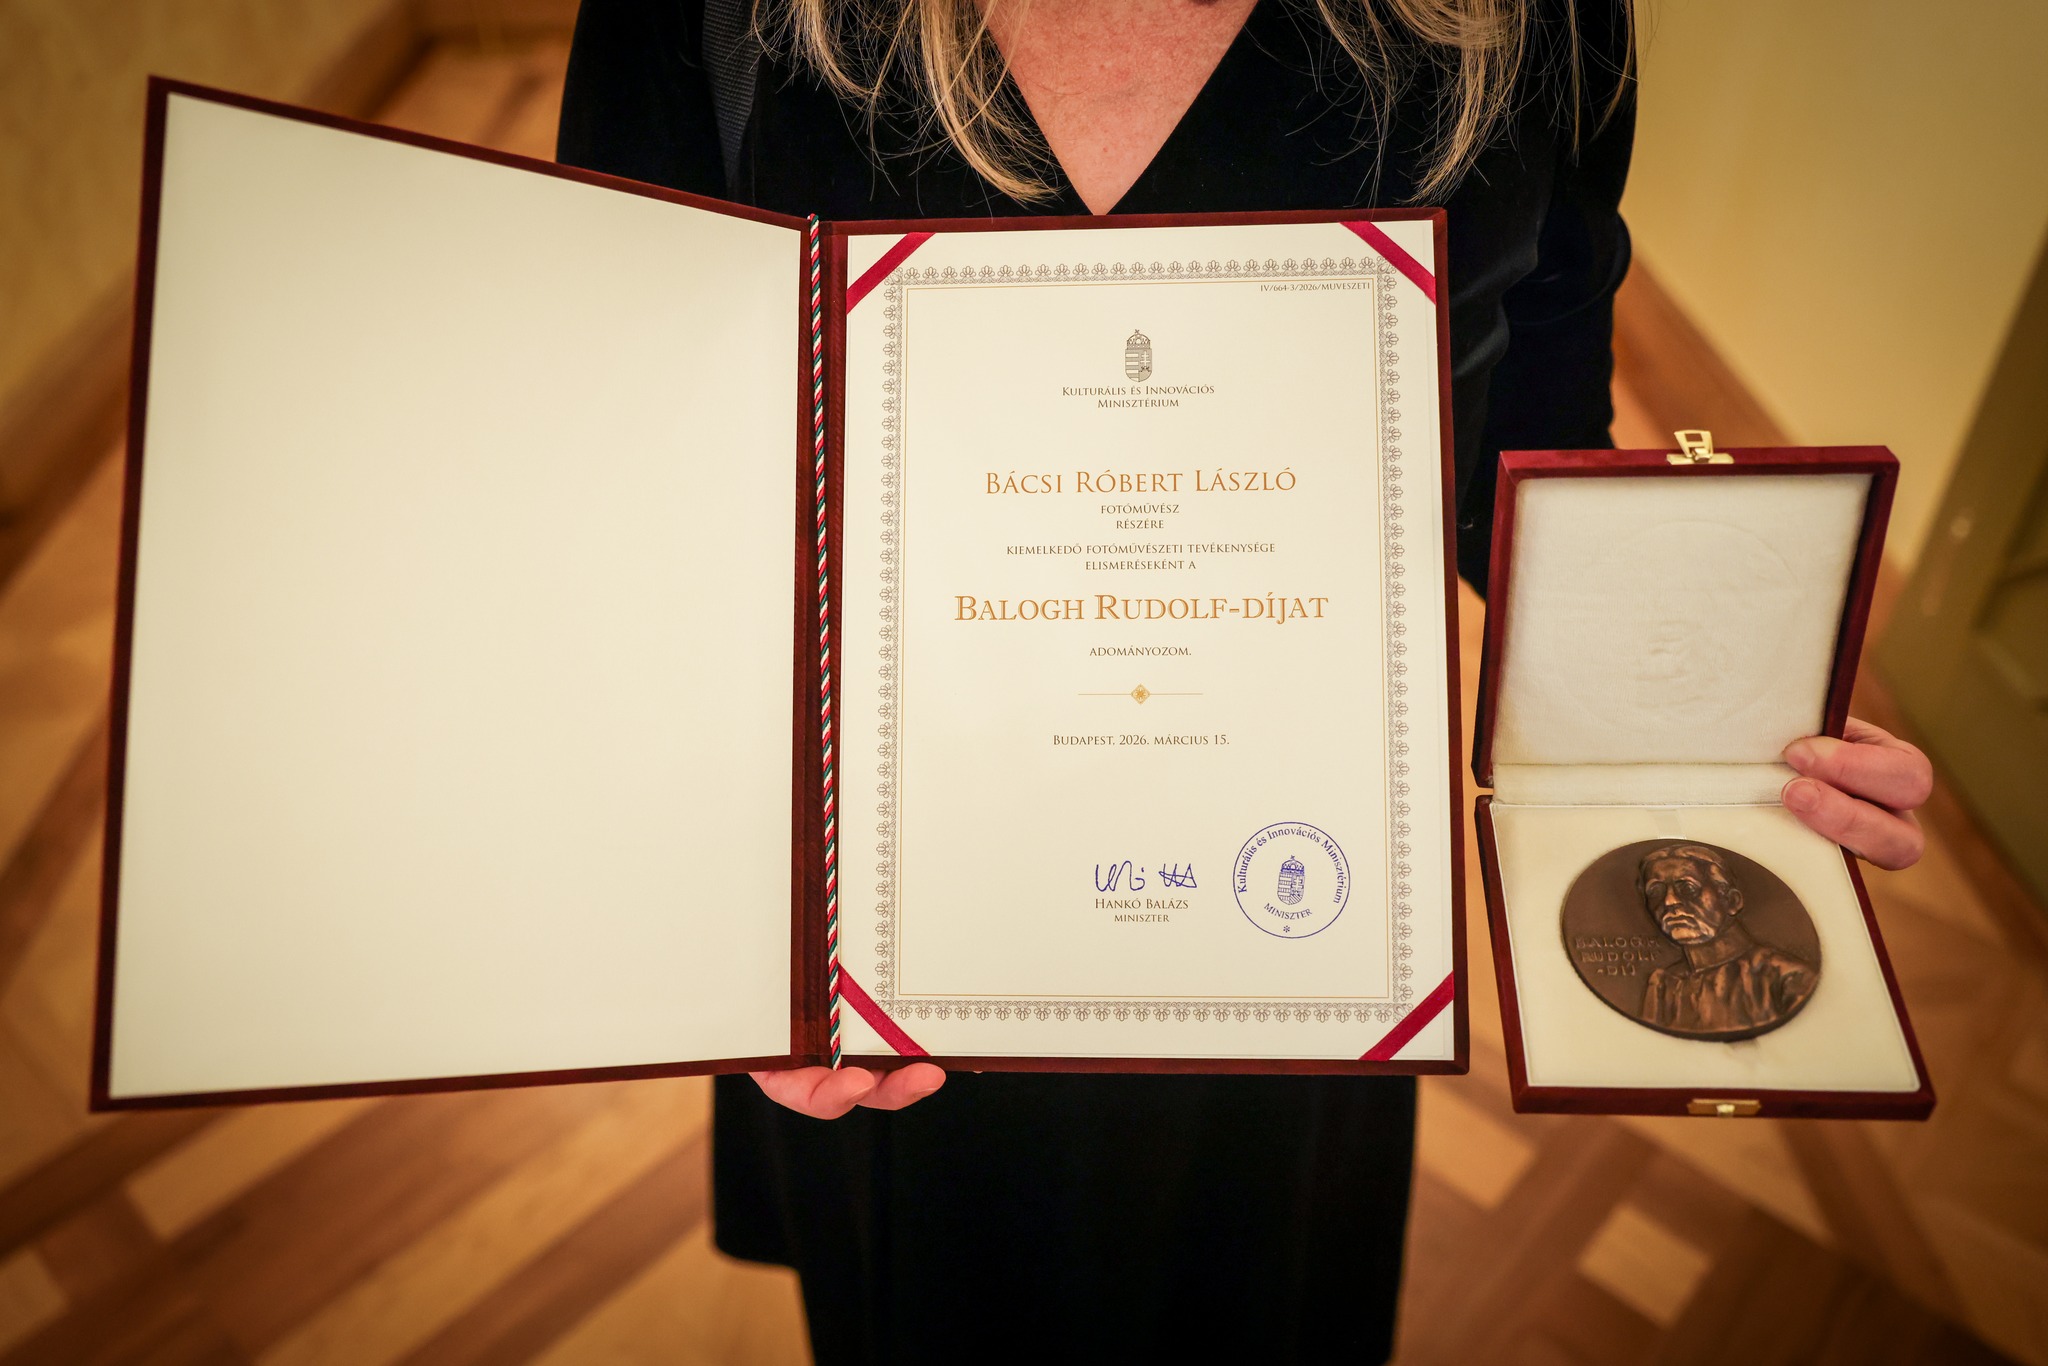 IV/664-3/2026/MUVESZETI
Kulturális és Innovációs
Minisztérium
Bácsi Róbert László
fotóművész
részére
kiemelkedő fotóművészeti tevékenysége
elismeréseként a
Balogh Rudolf-díjat
adományozom.
Budapest, 2026. március 15.
Hankó Balázs
miniszter
Kulturális és Innovációs Minisztérium
MINISZTER
BALOGH
RUDOLF
-DÍJ